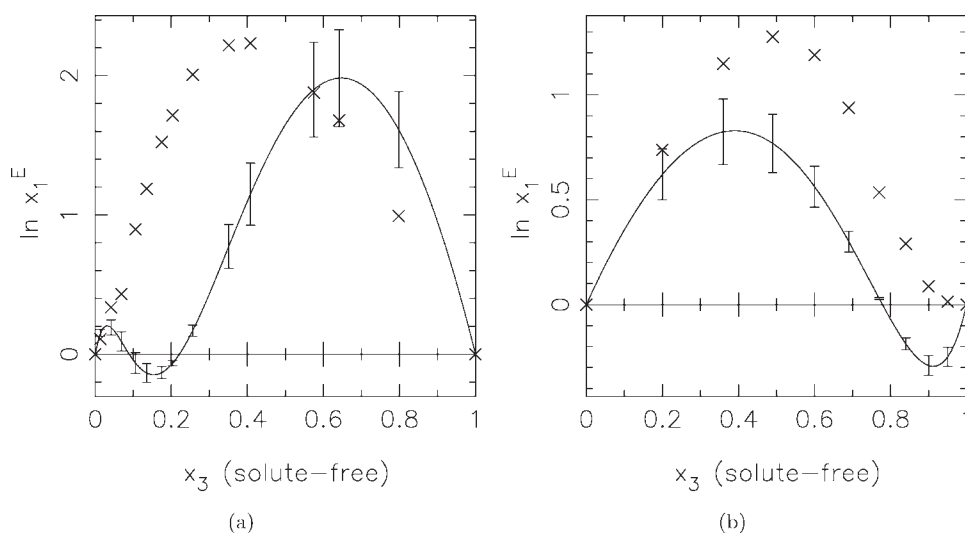 2
1
0
ln x₁ᴱ
0 0.2 0.4 0.6 0.8 1
x₃ (solute–free)
(a)
1
0.5
0
ln x₁ᴱ
0 0.2 0.4 0.6 0.8 1
x₃ (solute–free)
(b)